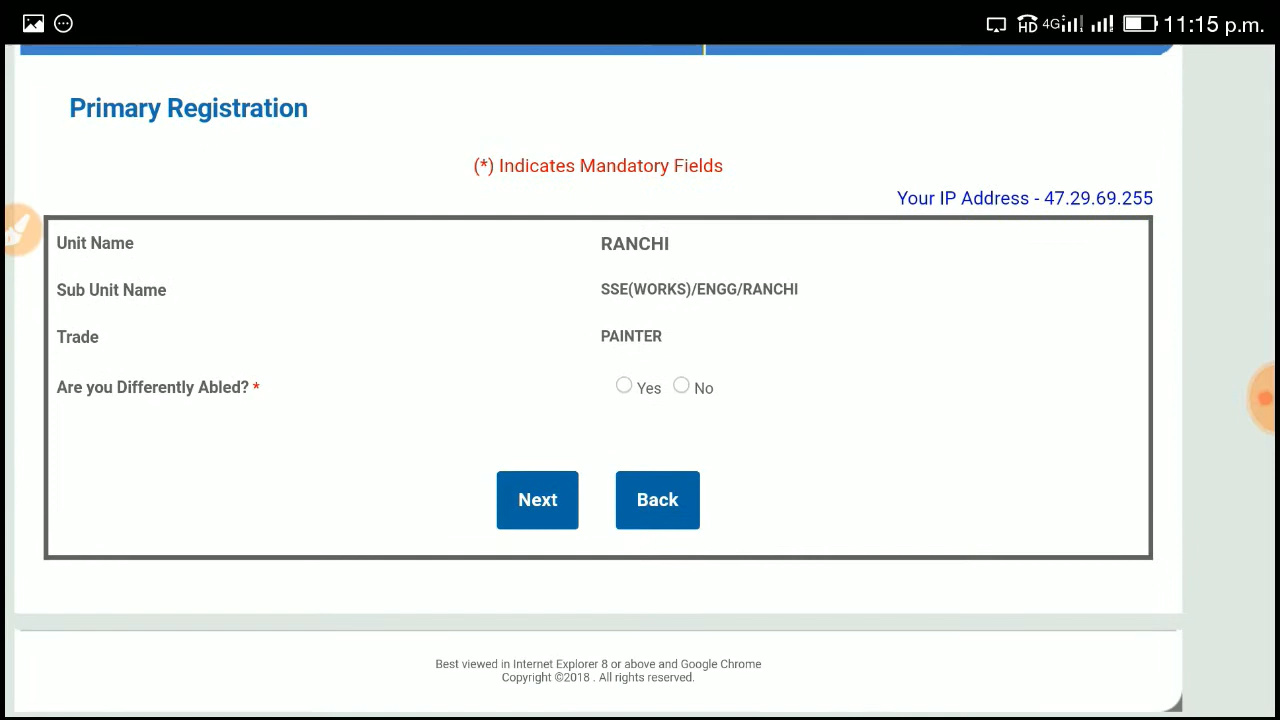 HD 4G 11:15 p.m.
Primary Registration
(*) Indicates Mandatory Fields
Your IP Address - 47.29.69.255
Unit Name RANCHI
Sub Unit Name SSE(WORKS)/ENGG/RANCHI
Trade PAINTER
Are you Differently Abled? * Yes No
Next Back
Best viewed in Internet Explorer 8 or above and Google Chrome
Copyright ©2018 . All rights reserved.